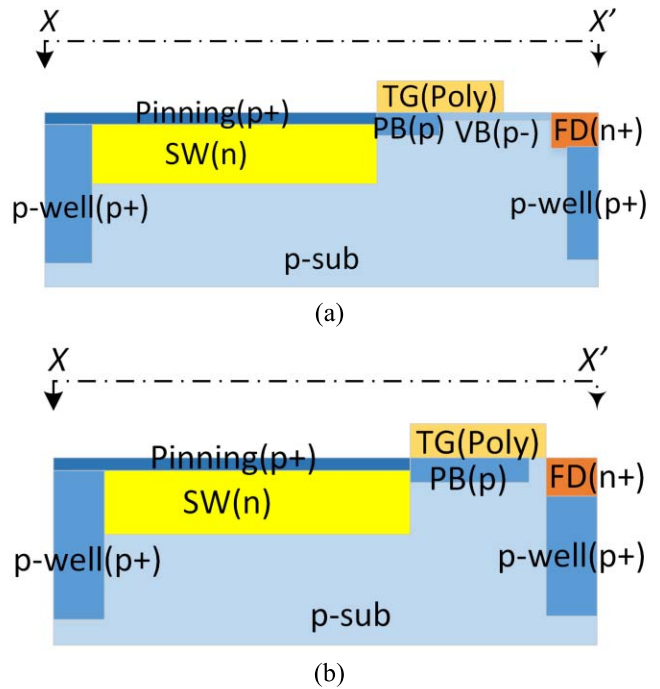 X X’
TG(Poly)
Pinning(p+) PB(p) VB(p-) FD(n+)
SW(n)
p-well(p+) p-well(p+)
p-sub
(a)
X X’
TG(Poly)
Pinning(p+) PB(p) FD(n+)
SW(n)
p-well(p+) p-well(p+)
p-sub
(b)